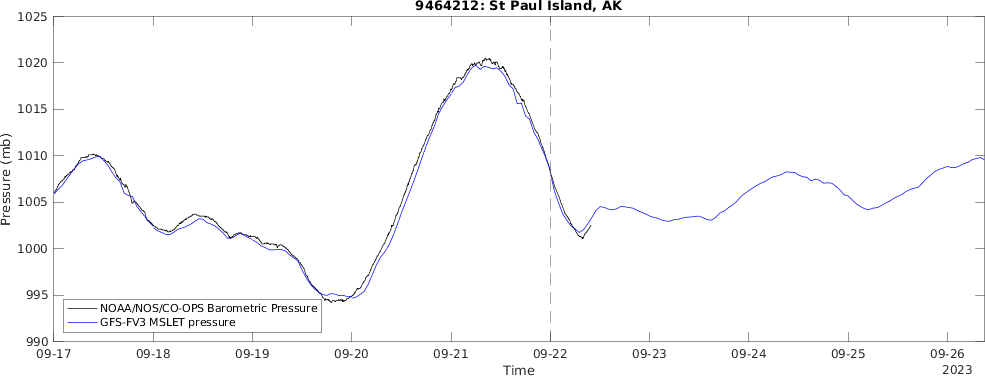 9464212: St Paul Island, AK
1025
1020
1015
1010
1005
1000
995
990
Pressure (mb)
NOAA/NOS/CO-OPS Barometric Pressure
GFS-FV3 MSLET pressure
09-17 09-18 09-19 09-20 09-21 09-22 09-23 09-24 09-25 09-26
Time
2023